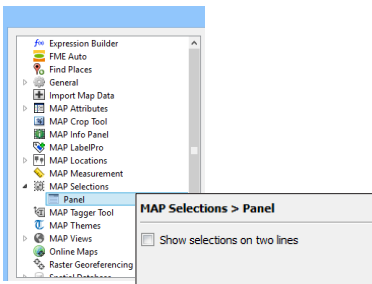 Expression Builder
FME Auto
Find Places
General
Import Map Data
MAP Attributes
MAP Crop Tool
MAP Info Panel
MAP LabelPro
MAP Locations
MAP Measurement
MAP Selections
Panel
MAP Tagger Tool
MAP Themes
MAP Views
Online Maps
Raster Georeferencing
Spatial Database
MAP Selections > Panel
Show selections on two lines